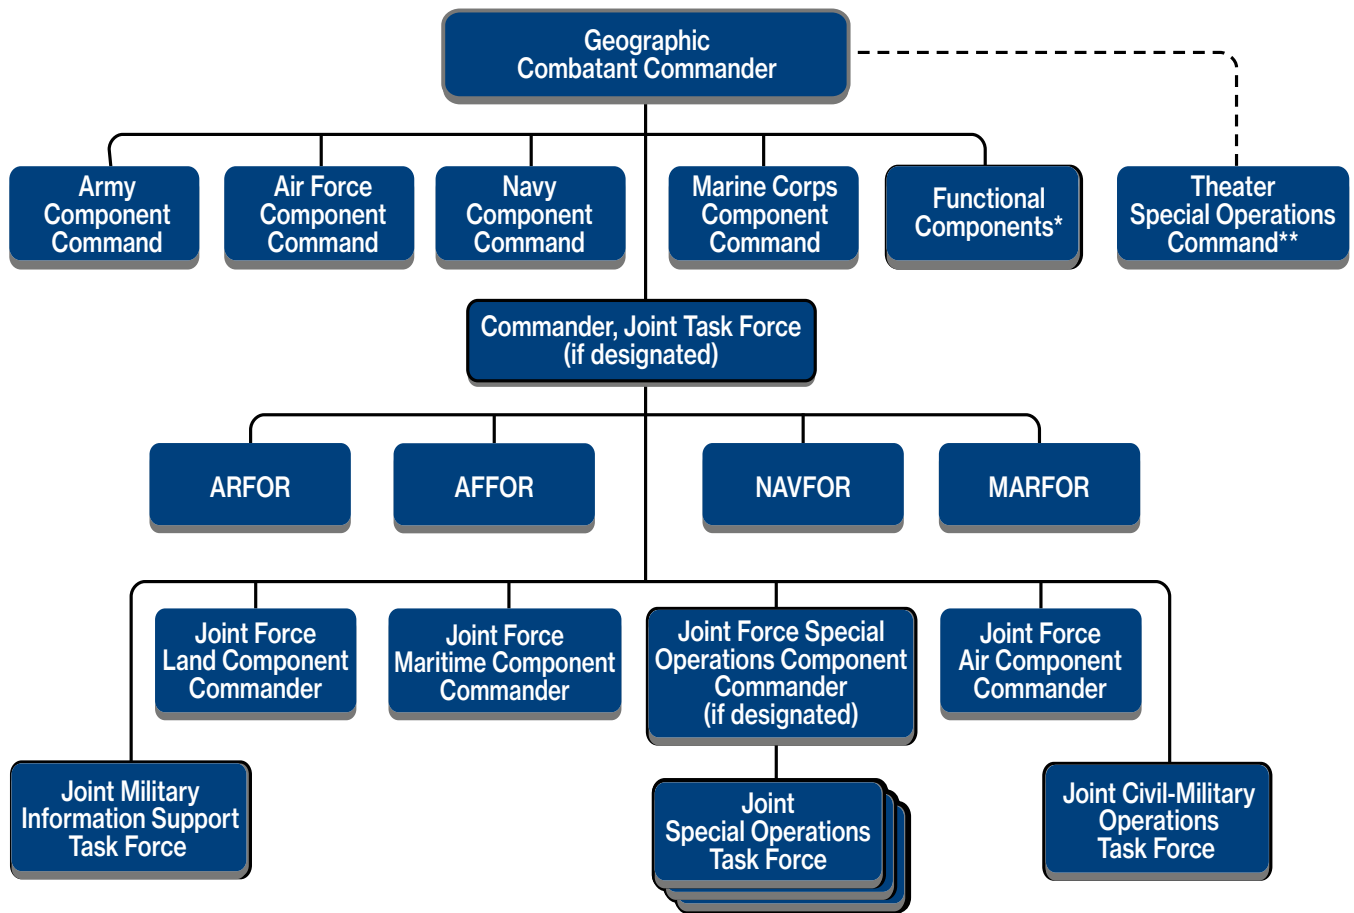 Geographic
Combatant Commander
Army
Component
Command
Air Force
Component
Command
Navy
Component
Command
Marine Corps
Component
Command
Functional
Components*
Theater
Special Operations
Command**
Commander, Joint Task Force
(if designated)
ARFOR
AFFOR
NAVFOR
MARFOR
Joint Force
Land Component
Commander
Joint Force
Maritime Component
Commander
Joint Force Special
Operations Component
Commander
(if designated)
Joint Force
Air Component
Commander
Joint Military
Information Support
Task Force
Joint
Special Operations
Task Force
Joint Civil-Military
Operations
Task Force